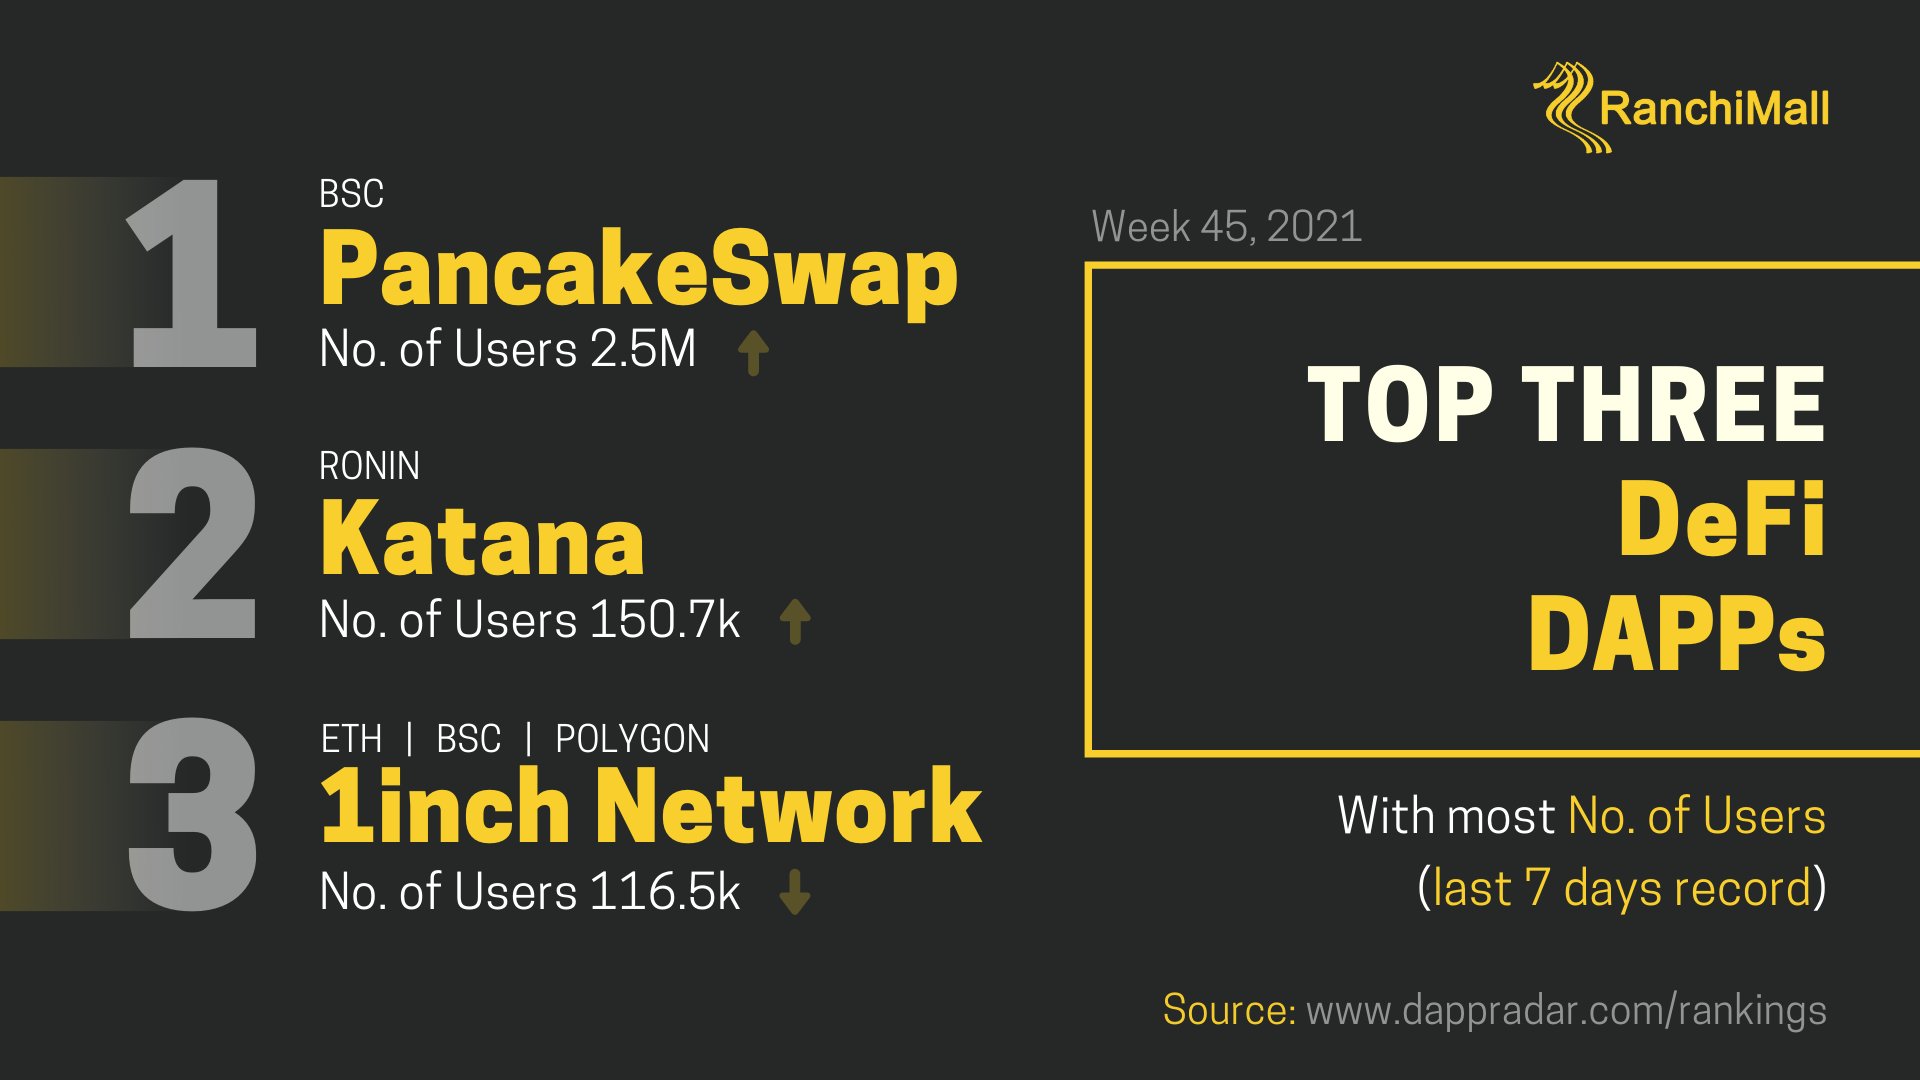 RanchiMall
1
BSC
PancakeSwap
No. of Users 2.5M
2
RONIN
Katana
No. of Users 150.7k
3
ETH | BSC | POLYGON
1inch Network
No. of Users 116.5k
Week 45, 2021
TOP THREE
DeFi
DAPPs
With most No. of Users
(last 7 days record)
Source: www.dappradar.com/rankings